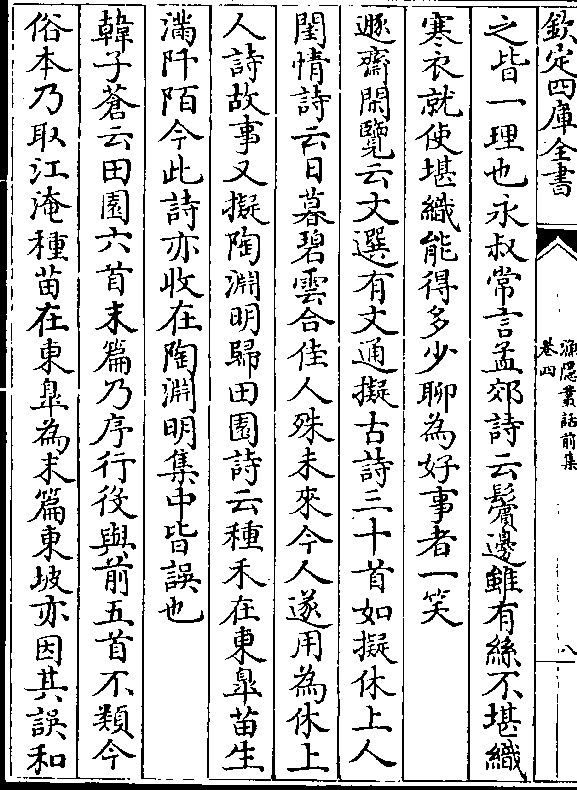 欽定四庫全書
漁隱叢話前集
卷四
八
之皆一理也永叔常言孟郊詩云鬢邊雖有絲不堪織
寒衣就使堪織能得多少聊為好事者一笑
遯齋閑覽云文選有文通擬古詩三十首如擬休上人
閨情詩云日暮碧雲合佳人殊未來今人遂用為休上
人詩故事又擬陶淵明歸田園詩云種禾在東臯苗生
滿阡陌今此詩亦收在陶淵明集中皆誤也
韓子蒼云田園六首末篇乃序行役與前五首不類今
俗本乃取江淹種苗在東臯為末篇東坡亦因其誤和